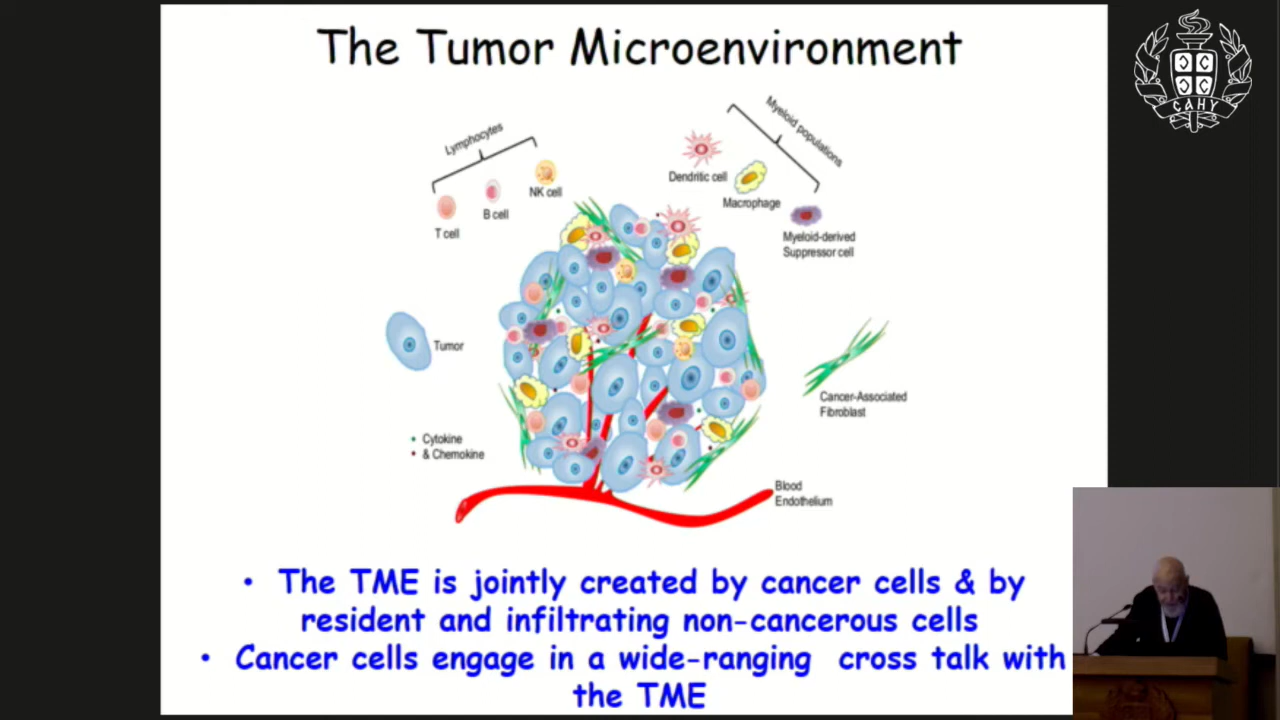 The Tumor Microenvironment
Lymphocytes
Myeloid populations
T cell
B cell
NK cell
Dendritic cell
Macrophage
Myeloid-derived
Suppressor cell
Tumor
Cancer-Associated
Fibroblast
Cytokine
& Chemokine
Blood
Endothelium
• The TME is jointly created by cancer cells & by
resident and infiltrating non-cancerous cells
• Cancer cells engage in a wide-ranging cross talk with
the TME
САНУ